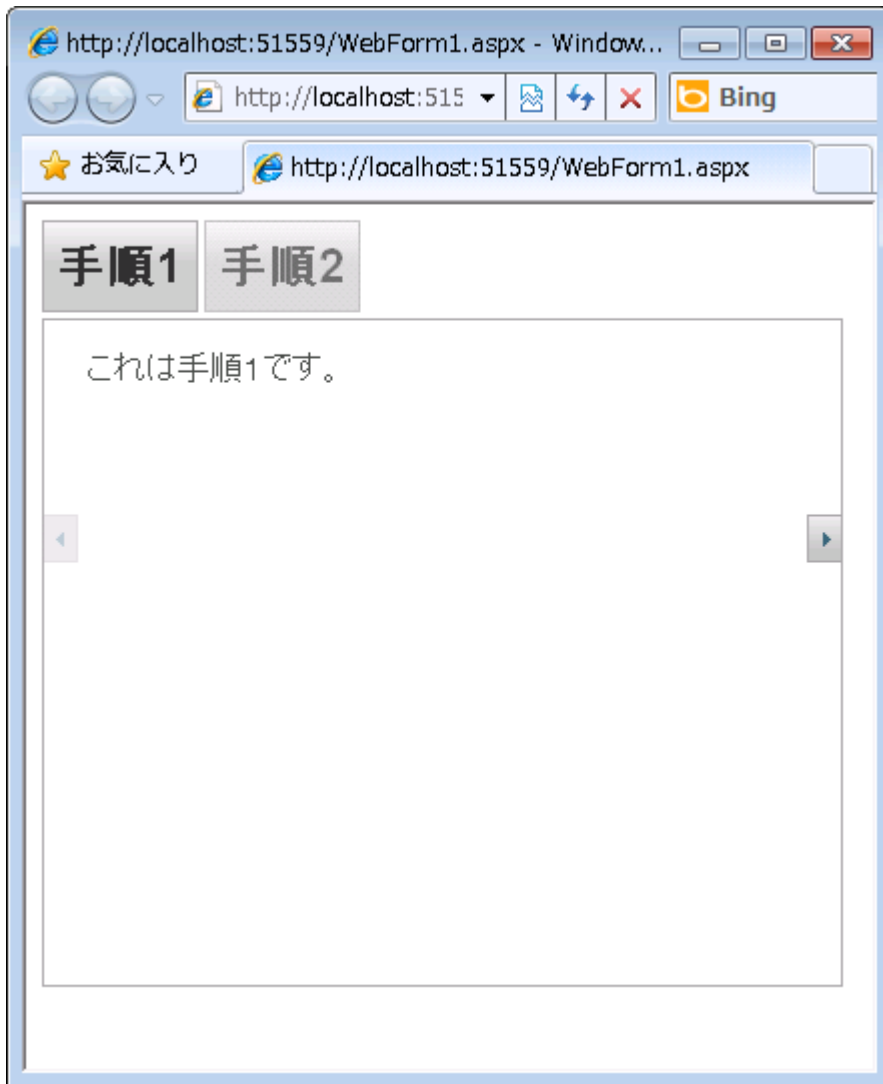 http://localhost:51559/WebForm1.aspx - Window...
http://localhost:515
Bing
お気に入り
http://localhost:51559/WebForm1.aspx
手順1
手順2
これは手順1です。